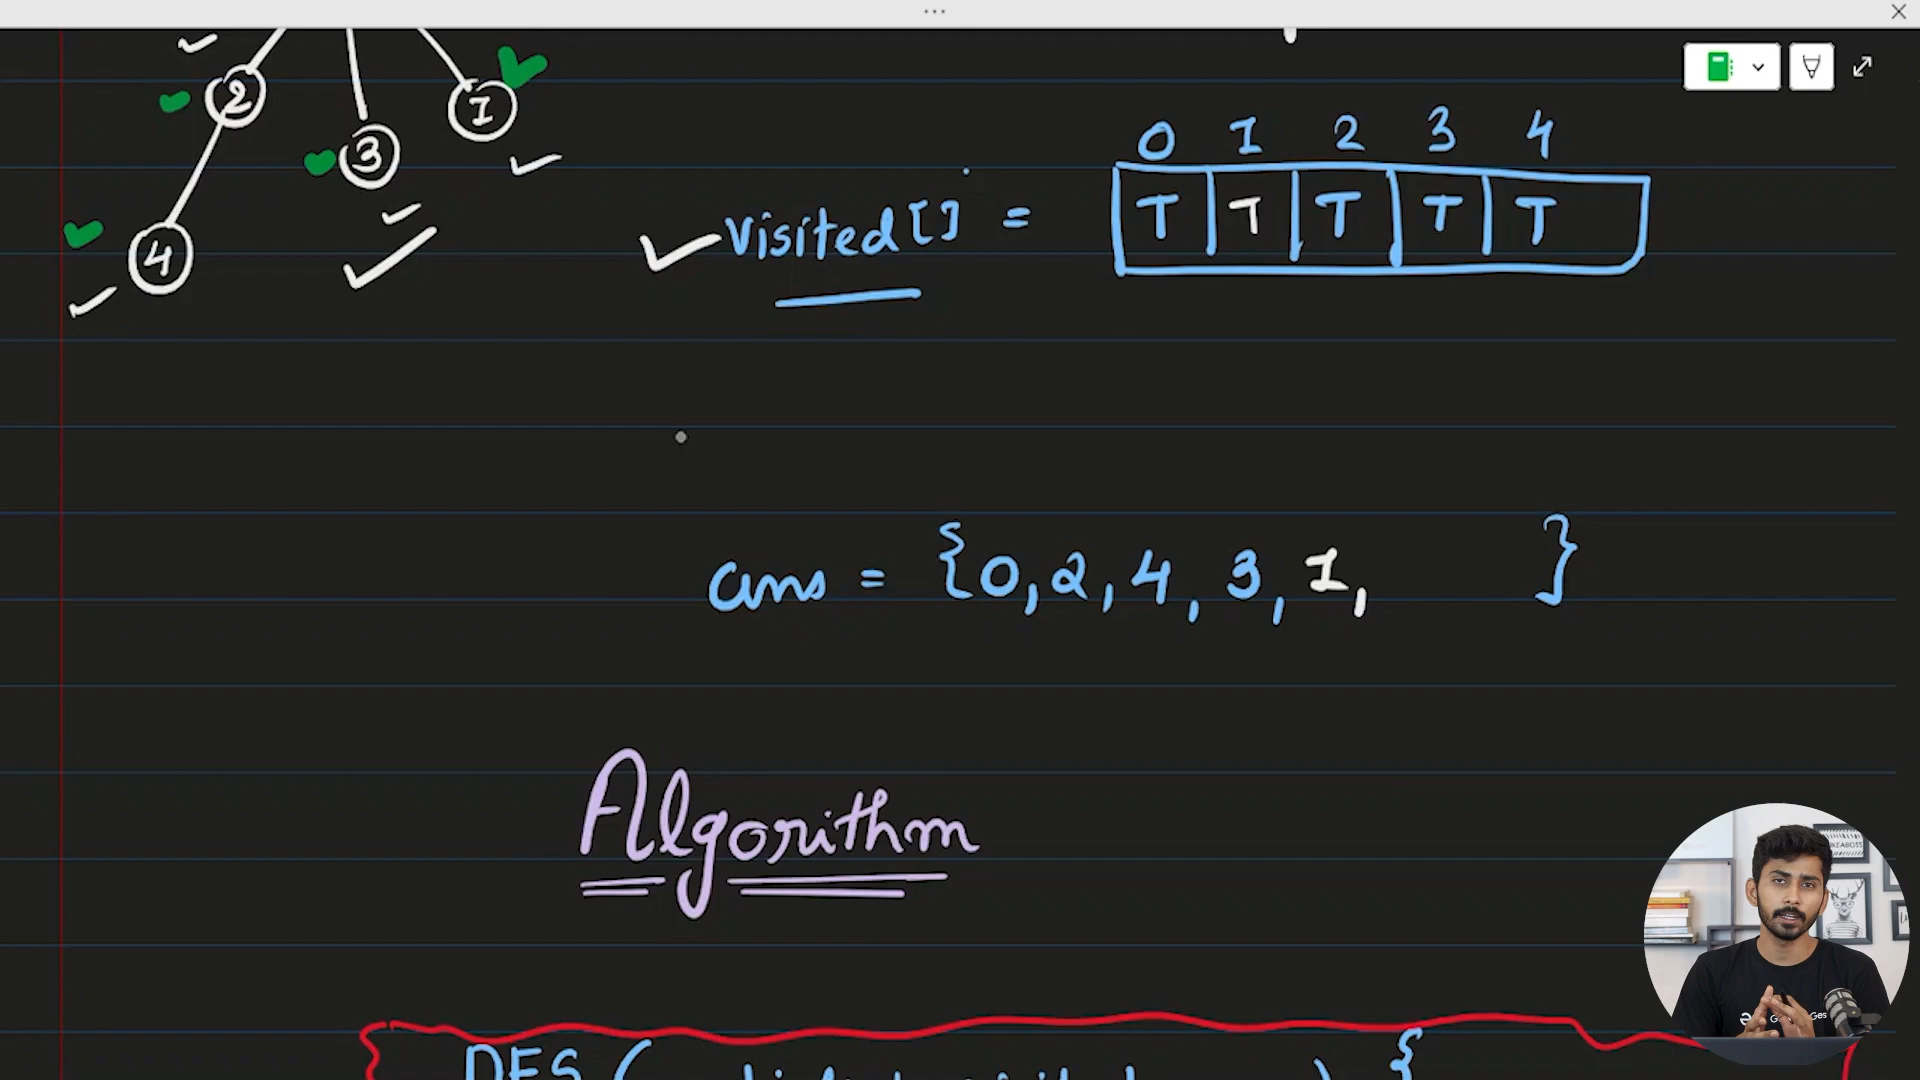 2
1
3
4
0 1 2 3 4
Visited[] = T T T T T
ans = {0, 2, 4, 3, 1, }
Algorithm
DFS ( ) {